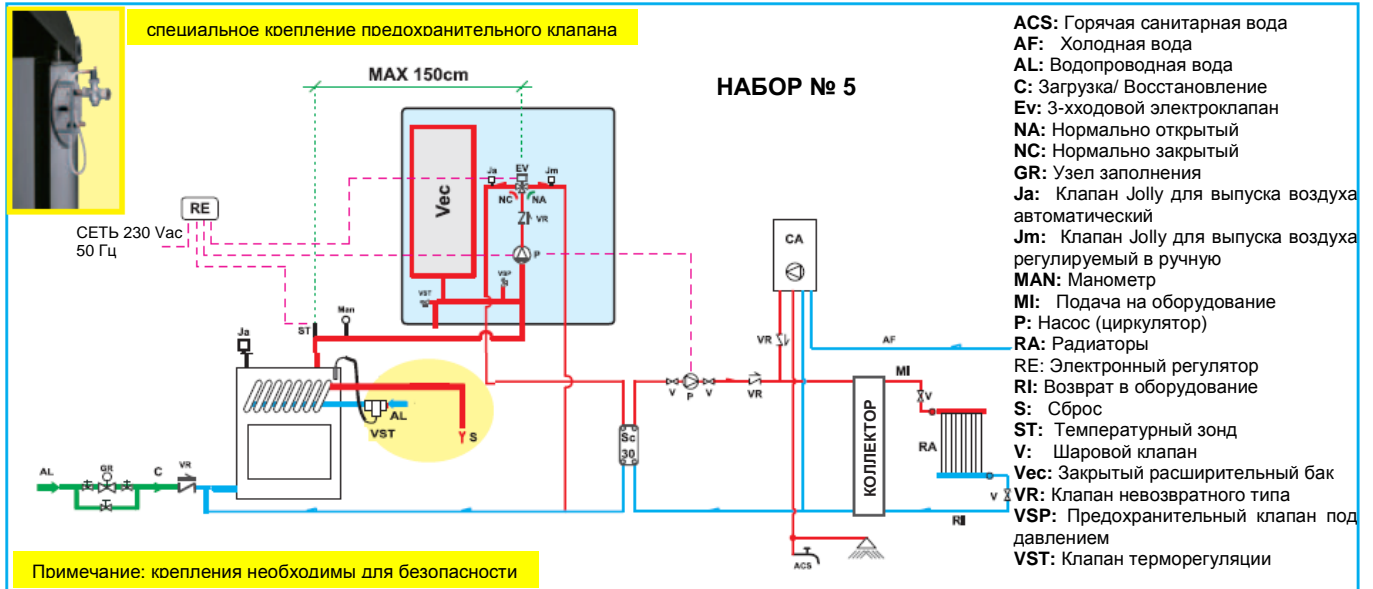 специальное крепление предохранительного клапана
MAX 150cm
НАБОР № 5
Vec
Ja
EV
Jm
NC
NA
VR
P
VSP
VST
RE
СЕТЬ 230 Vac
50 Гц
ST
Man
Ja
AL
VST
S
AL
GR
C
VR
Sc
30
V
P
V
VR
VR
CA
AF
MI
КОЛЛЕКТОР
V
RA
V
RI
ACS
Примечание: крепления необходимы для безопасности
ACS: Горячая санитарная вода
AF: Холодная вода
AL: Водопроводная вода
C: Загрузка/ Восстановление
Ev: 3-хходовой электроклапан
NA: Нормально открытый
NC: Нормально закрытый
GR: Узел заполнения
Ja: Клапан Jolly для выпуска воздуха
автоматический
Jm: Клапан Jolly для выпуска воздуха
регулируемый в ручную
MAN: Манометр
MI: Подача на оборудование
P: Насос (циркулятор)
RA: Радиаторы
RE: Электронный регулятор
RI: Возврат в оборудование
S: Сброс
ST: Температурный зонд
V: Шаровой клапан
Vec: Закрытый расширительный бак
VR: Клапан невозвратного типа
VSP: Предохранительный клапан под
давлением
VST: Клапан терморегуляции